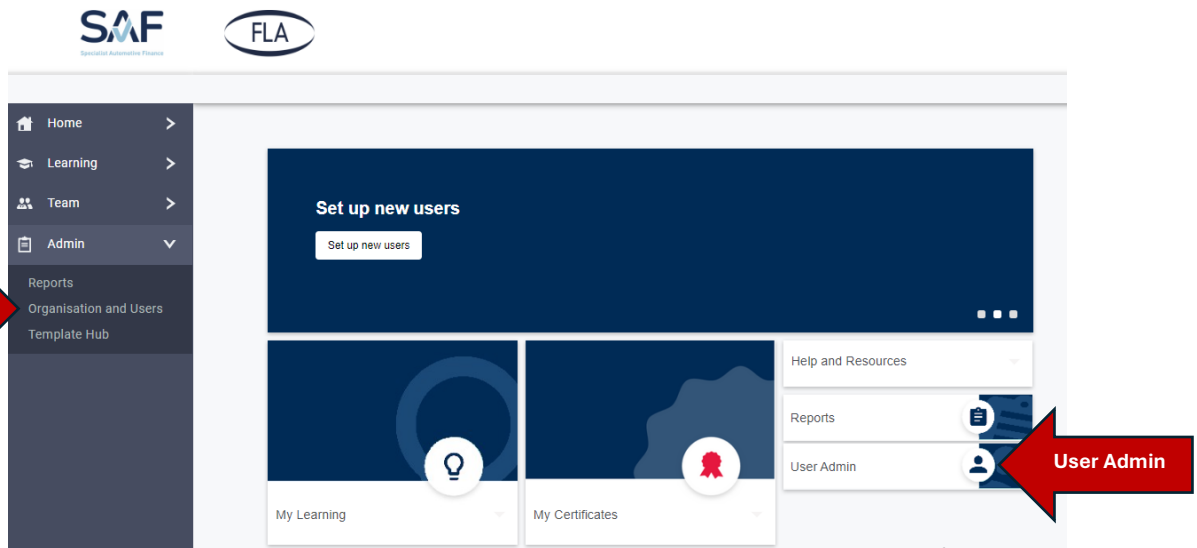 SAF
Specialist Automotive Finance
FLA
Home
Learning
Team
Admin
Reports
Organisation and Users
Template Hub
Set up new users
Set up new users
Help and Resources
Reports
User Admin
User Admin
My Learning
My Certificates